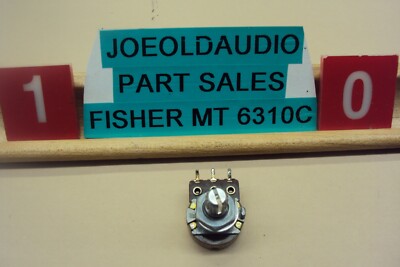 JOEOLDAUDIO
PART SALES
FISHER MT 6310C
1
0